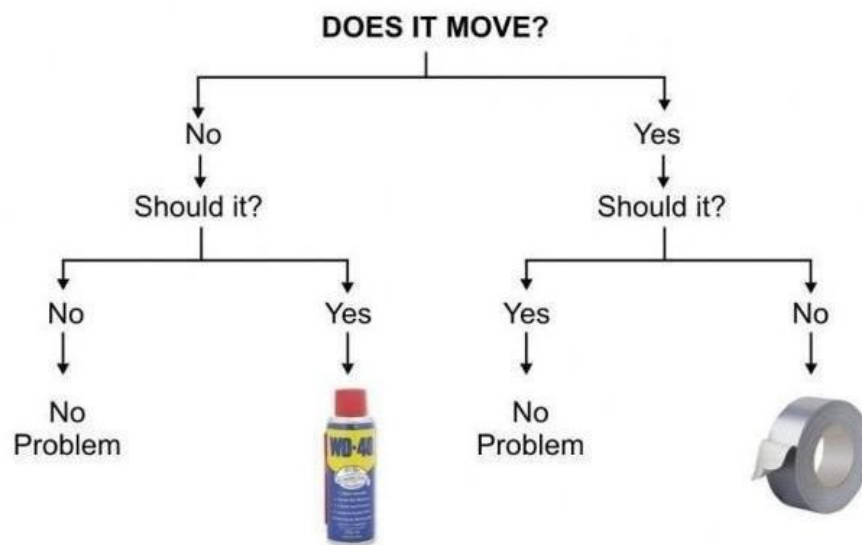 DOES IT MOVE?
No
Yes
Should it?
Should it?
No
Yes
Yes
No
No
Problem
No
Problem
WD-40